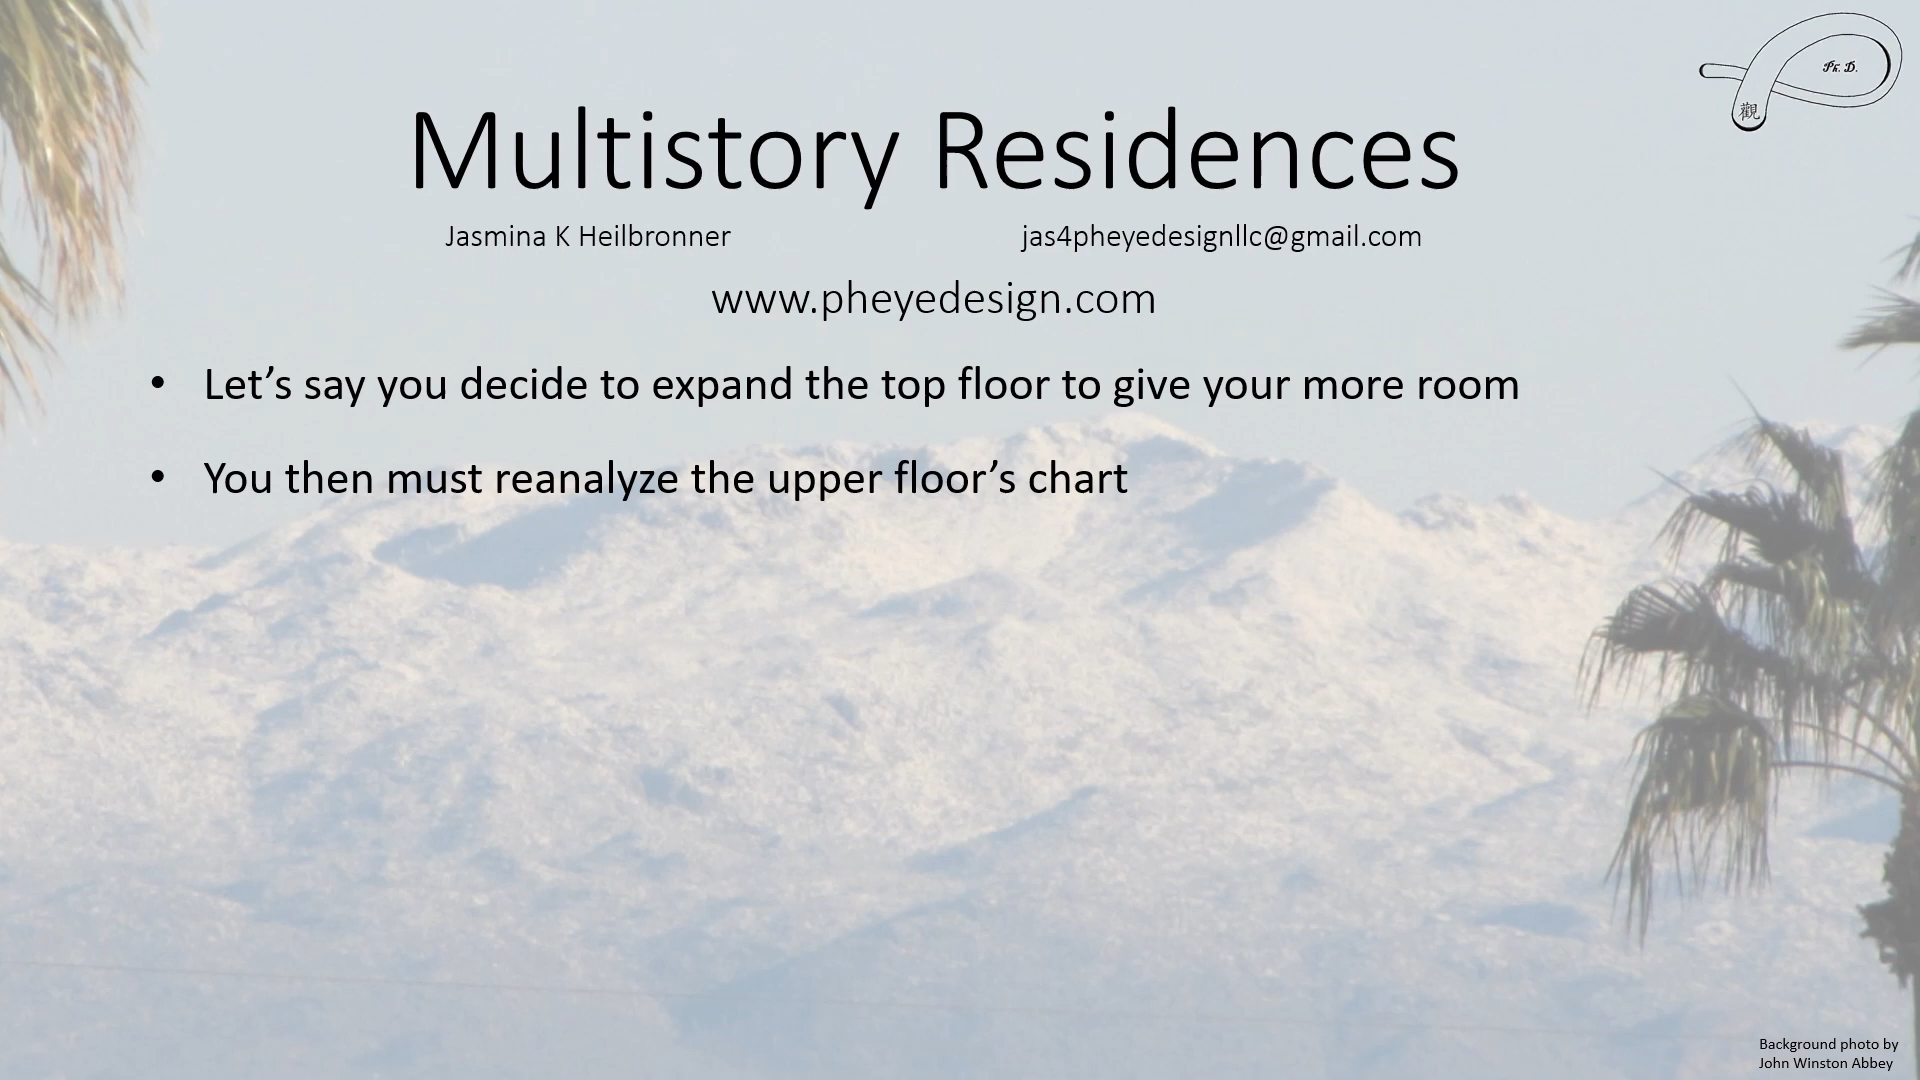 Ph. D.
觀
Multistory Residences
Jasmina K Heilbronner
jas4pheyedesignllc@gmail.com
www.pheyedesign.com
• Let’s say you decide to expand the top floor to give your more room
• You then must reanalyze the upper floor’s chart
Background photo by
John Winston Abbey